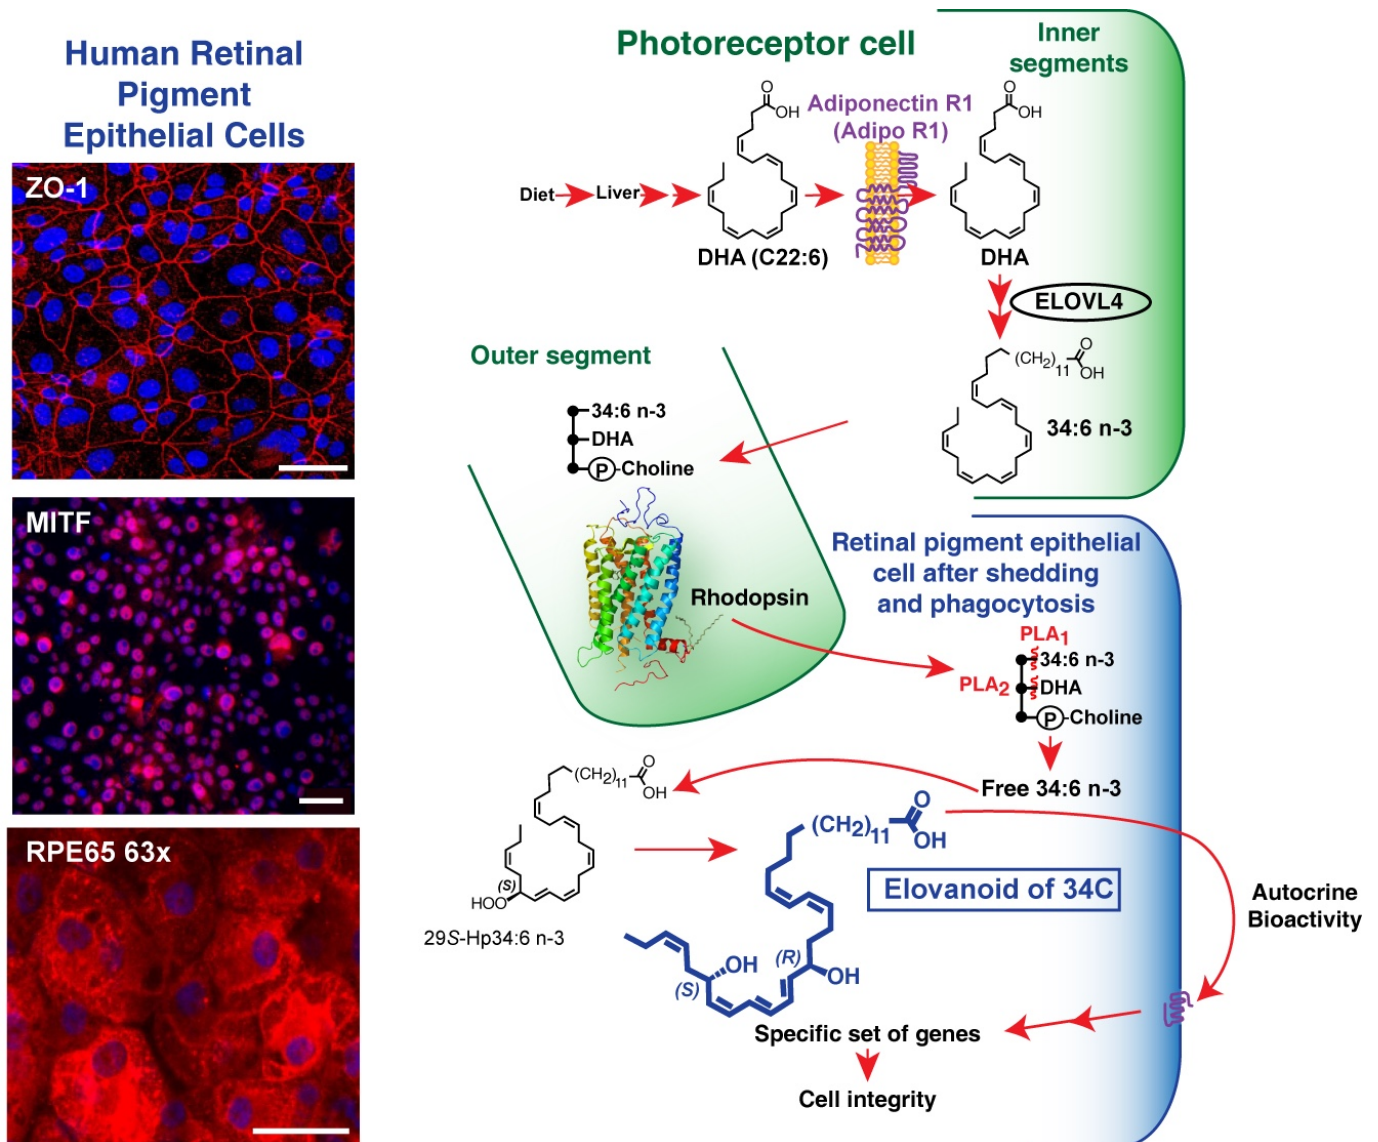 Human Retinal
Pigment
Epithelial Cells
ZO-1
MITF
RPE65 63x
Photoreceptor cell
Inner
segments
O
OH
Adiponectin R1
(Adipo R1)
O
OH
Diet
Liver
DHA (C22:6)
DHA
ELOVL4
(CH2)11
O
OH
34:6 n-3
Outer segment
34:6 n-3
DHA
P-Choline
Rhodopsin
Retinal pigment epithelial
cell after shedding
and phagocytosis
PLA1
34:6 n-3
PLA2
DHA
P-Choline
Free 34:6 n-3
(CH2)11
O
OH
(S)
HOO
29S-Hp34:6 n-3
(CH2)11
O
OH
Elovanoid of 34C
OH
(S)
(R)
OH
Autocrine
Bioactivity
Specific set of genes
Cell integrity